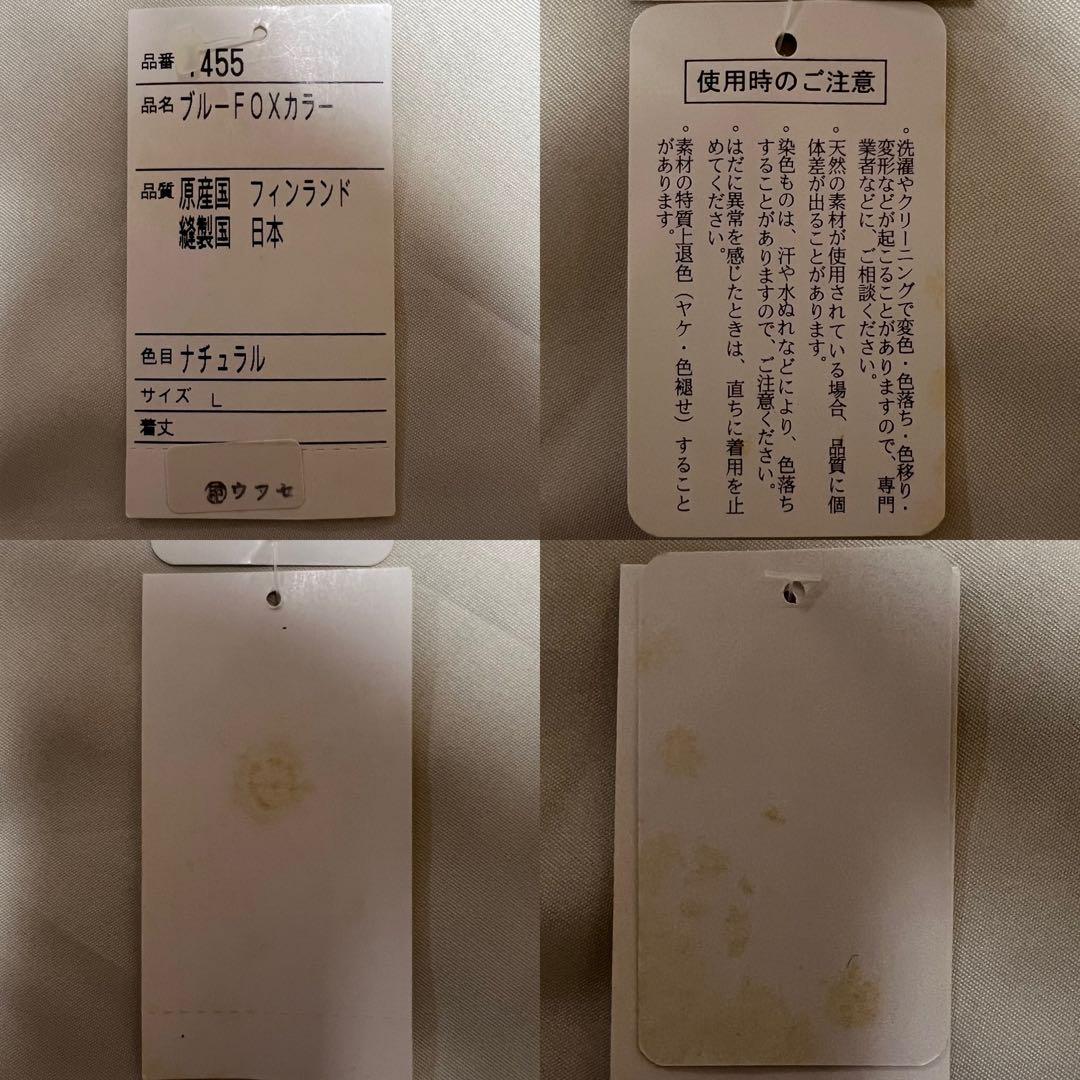 品番 .455
品名 ブルーFOXカラー
品質 原産国 フィンランド
縫製国 日本
色目 ナチュラル
サイズ L
着丈
使用時のご注意
。洗濯やクリーニングで変色・色落ち・色移り・
変形などが起こることがありますので、専門
業者などに、ご相談ください。
。天然の素材が使用されている場合、品質に個
体差が出ることがあります。
。染色ものは、汗や水ぬれなどにより、色落ち
することがありますので、ご注意ください。
。はだに異常を感じたときは、直ちに着用を止
めてください。
。素材の特質上退色（ヤケ・色褪せ）すること
があります。